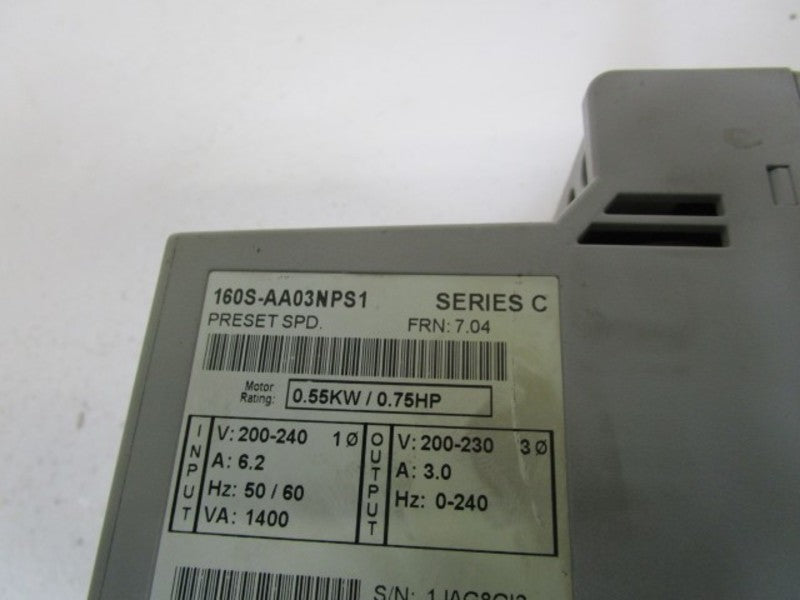 160S-AA03NPS1 SERIES C
PRESET SPD. FRN: 7.04
Motor Rating: 0.55KW / 0.75HP
INPUT
V: 200-240 1Ø
A: 6.2
Hz: 50 / 60
VA: 1400
OUTPUT
V: 200-230 3Ø
A: 3.0
Hz: 0-240
S/N: